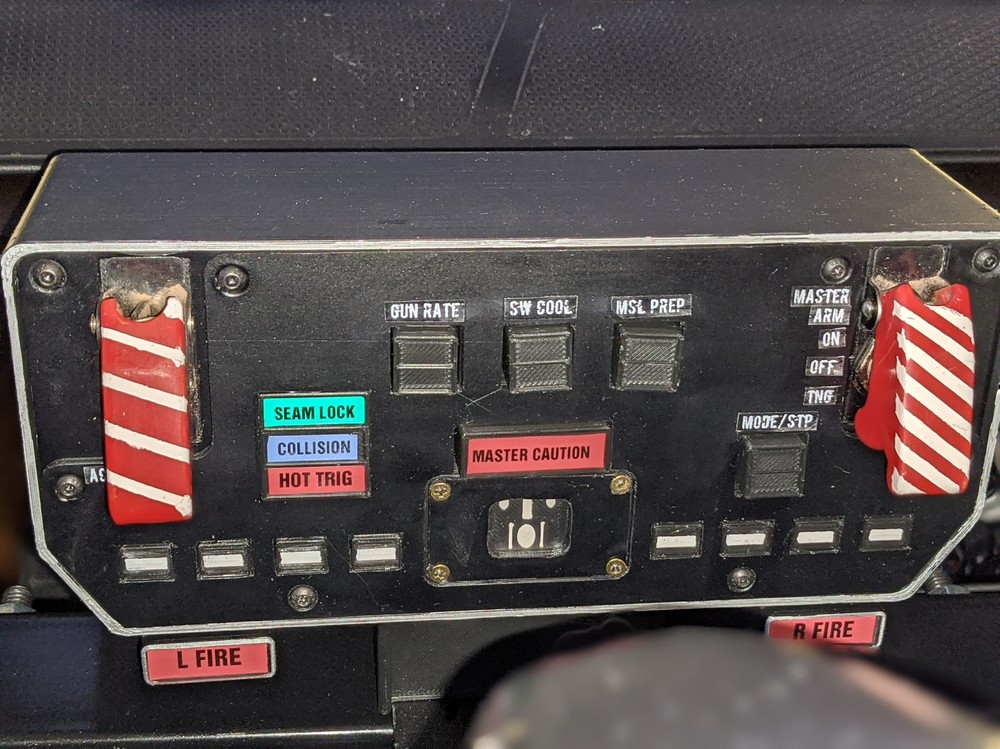 GUN RATE
SW COOL
MSL PREP
MASTER
ARM
ON
OFF
TNG
SEAM LOCK
COLLISION
HOT TRIG
MASTER CAUTION
MODE/STP
L FIRE
R FIRE